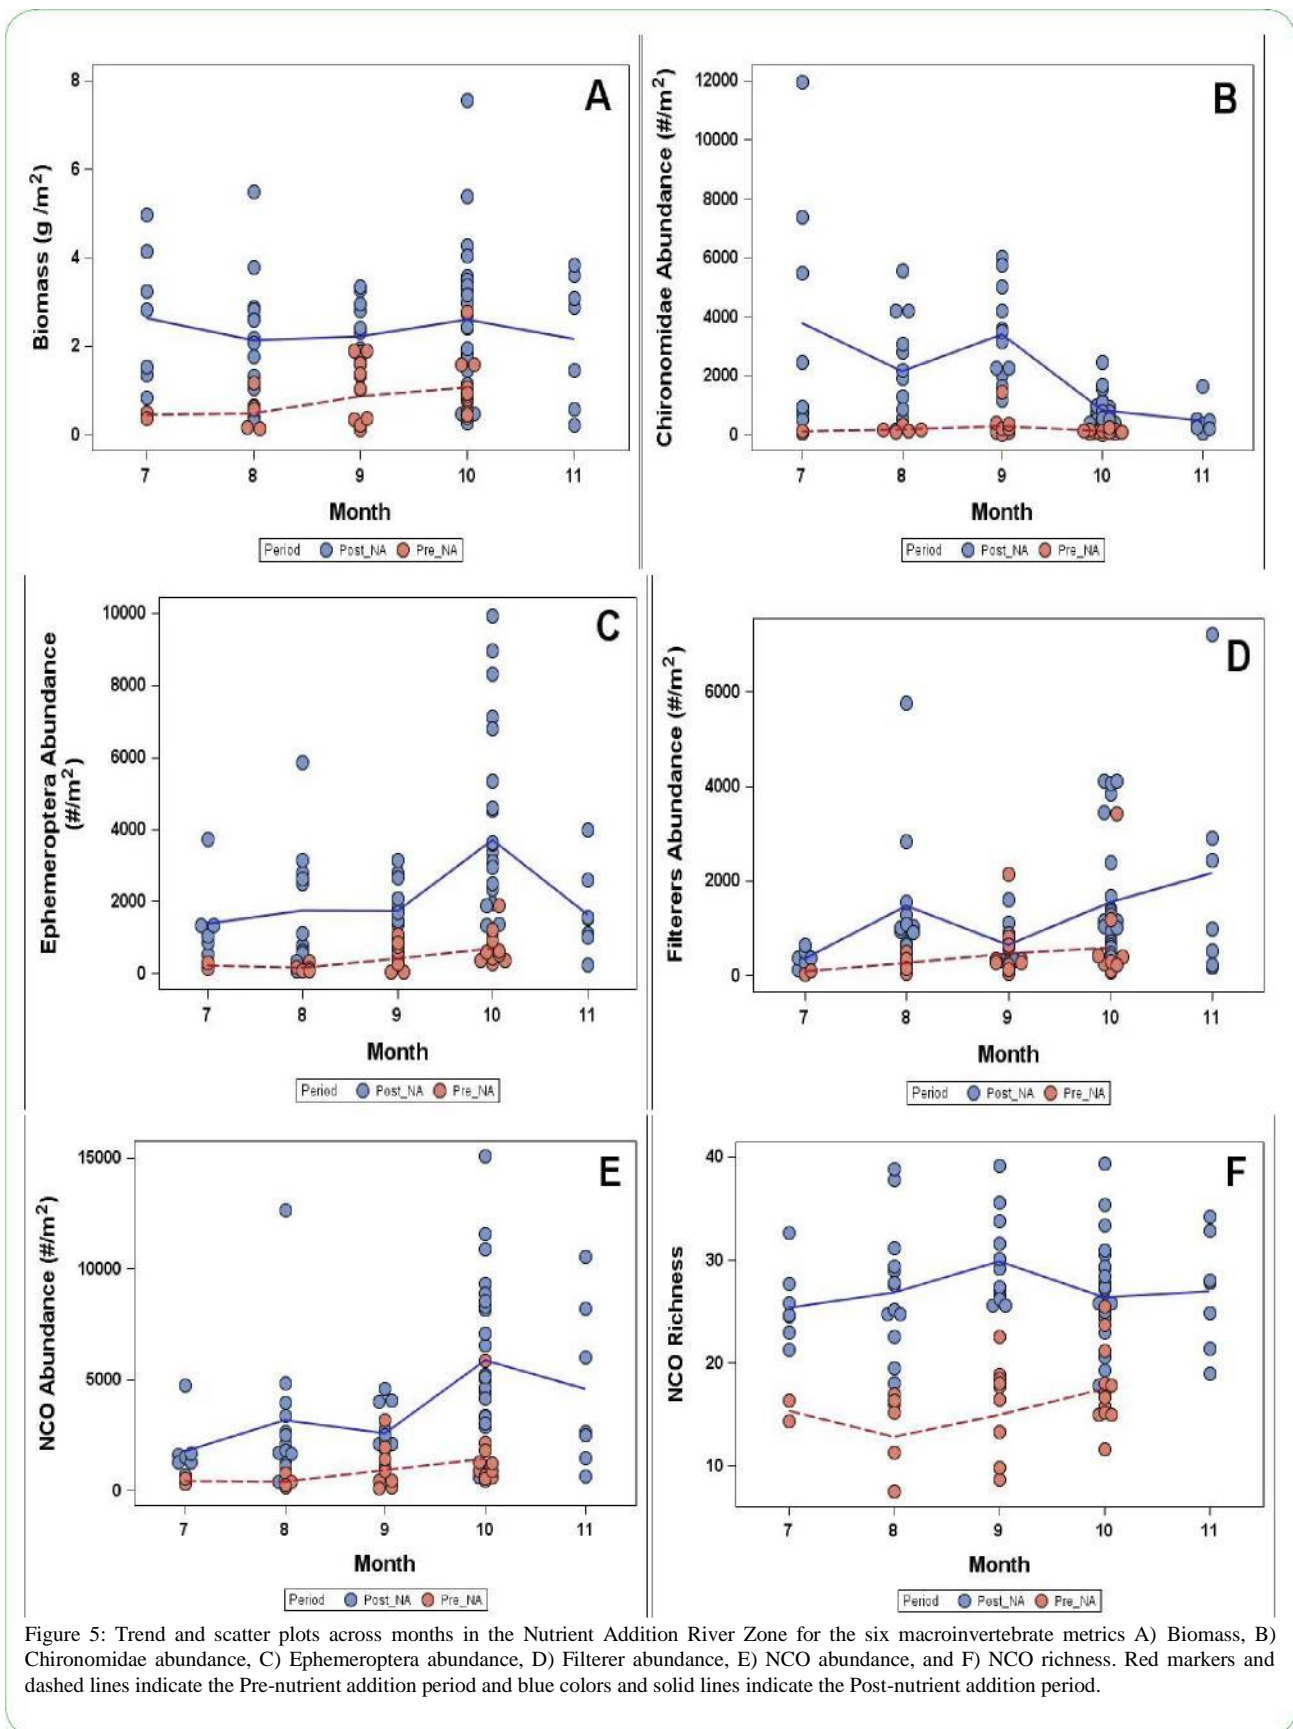 A
Biomass (g /m²)
8
6
4
2
0
7 8 9 10 11
Month
Period Post_NA Pre_NA
B
Chironomidae Abundance (#/m²)
12000
10000
8000
6000
4000
2000
0
7 8 9 10 11
Month
Period Post_NA Pre_NA
C
Ephemeroptera Abundance
(#/m²)
10000
8000
6000
4000
2000
0
7 8 9 10 11
Month
Period Post_NA Pre_NA
D
Filterers Abundance (#/m²)
6000
4000
2000
0
7 8 9 10 11
Month
Period Post_NA Pre_NA
E
NCO Abundance (#/m²)
15000
10000
5000
0
7 8 9 10 11
Month
Period Post_NA Pre_NA
F
NCO Richness
40
30
20
10
7 8 9 10 11
Month
Period Post_NA Pre_NA
Figure 5: Trend and scatter plots across months in the Nutrient Addition River Zone for the six macroinvertebrate metrics A) Biomass, B)
Chironomidae abundance, C) Ephemeroptera abundance, D) Filterer abundance, E) NCO abundance, and F) NCO richness. Red markers and
dashed lines indicate the Pre-nutrient addition period and blue colors and solid lines indicate the Post-nutrient addition period.